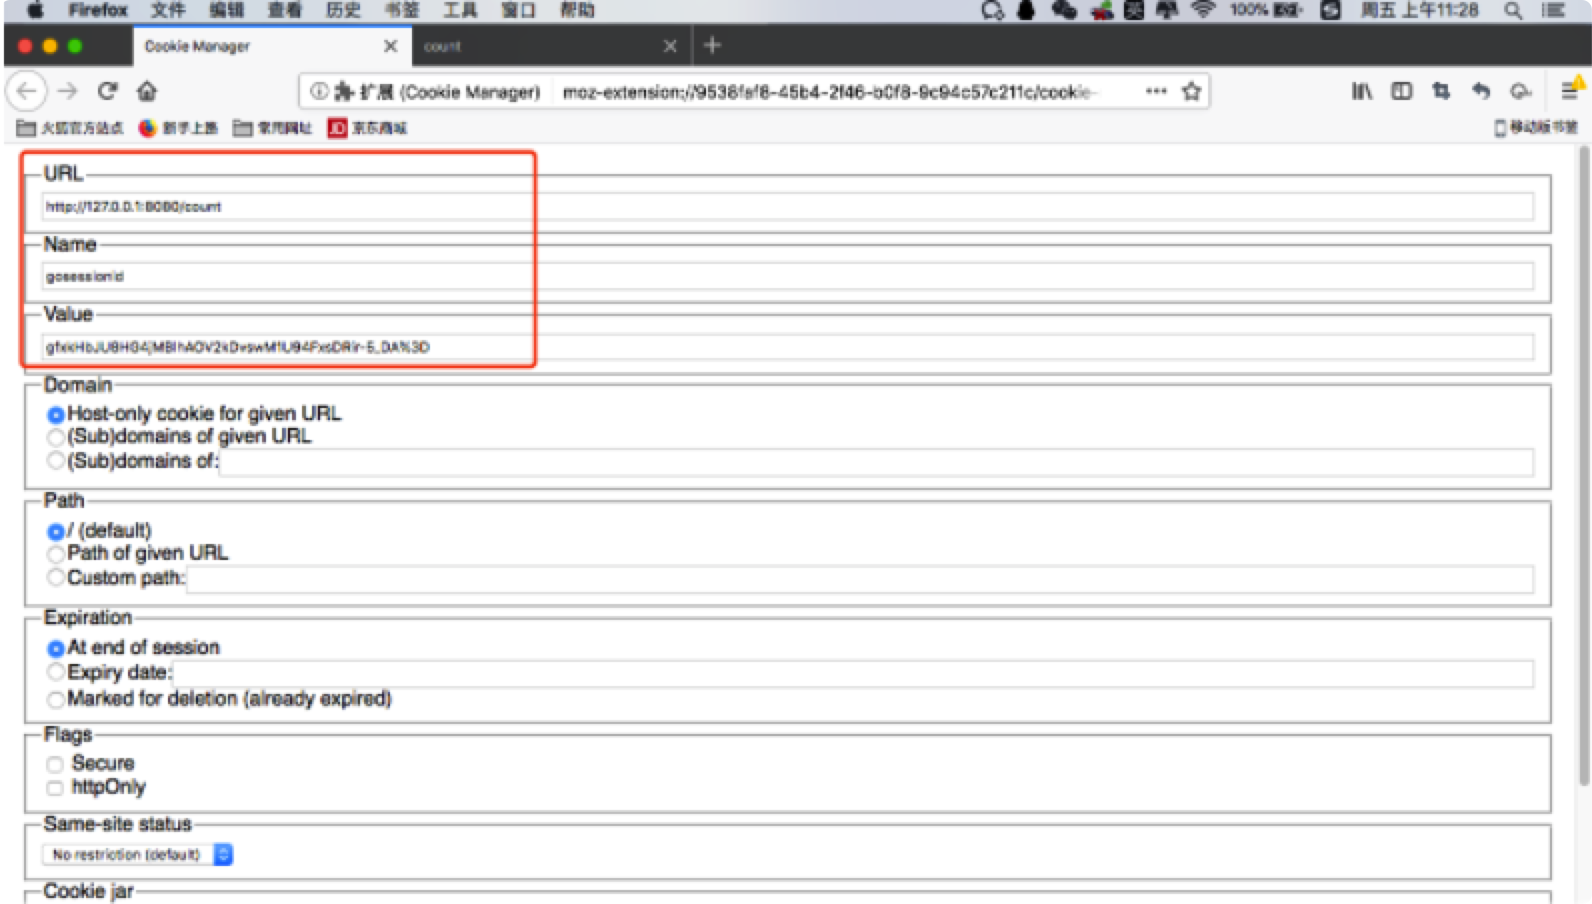 Firefox 文件 编辑 查看 历史 书签 工具 窗口 帮助 100% 周五 上午11:28
Cookie Manager count
扩展 (Cookie Manager) moz-extension://9538faf8-45b4-2f46-b0f8-9c94c57c211c/cookie-
火狐官方站点 新手上路 常用网址 JD 京东商城 移动版书签
URL
http://127.0.0.1:8080/count
Name
gosessionid
Value
Domain
Host-only cookie for given URL
(Sub)domains of given URL
(Sub)domains of:
Path
/ (default)
Path of given URL
Custom path:
Expiration
At end of session
Expiry date:
Marked for deletion (already expired)
Flags
Secure
httpOnly
Same-site status
No restriction (default)
Cookie jar